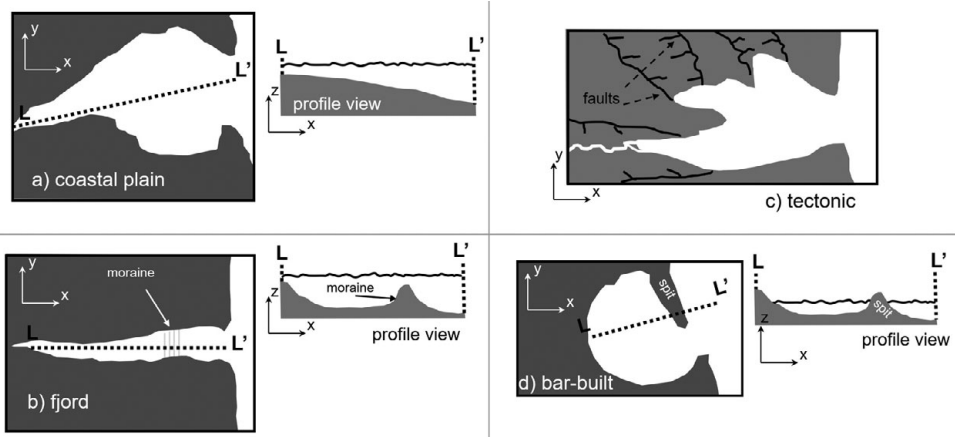 y
x
L
L'
a) coastal plain
L
L'
z
profile view
x
faults
y
x
c) tectonic
y
x
moraine
L
L'
b) fjord
L
L'
z
moraine
x
profile view
y
x
spit
L
L'
d) bar-built
L
L'
z
spit
x
profile view